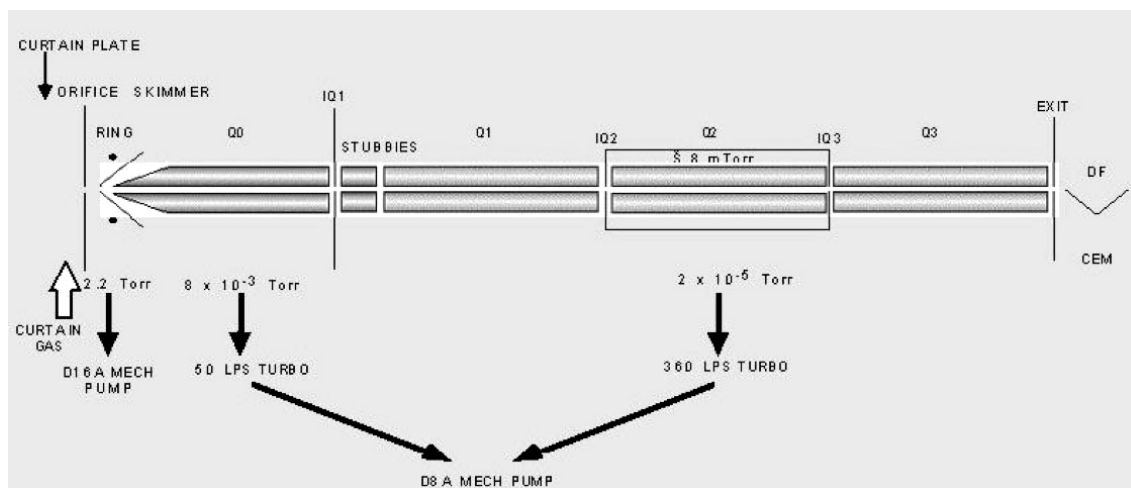 CURTAIN PLATE
ORIFICE SKIMMER
IQ1
EXIT
RING
Q0
STUBBIES
Q1
IQ2
Q2
IQ3
Q3
8 mTorr
DF
CEM
2.2 Torr
8 x 10-3 Torr
2 x 10-5 Torr
CURTAIN
GAS
D16A MECH
PUMP
50 LPS TURBO
360 LPS TURBO
D8A MECH PUMP